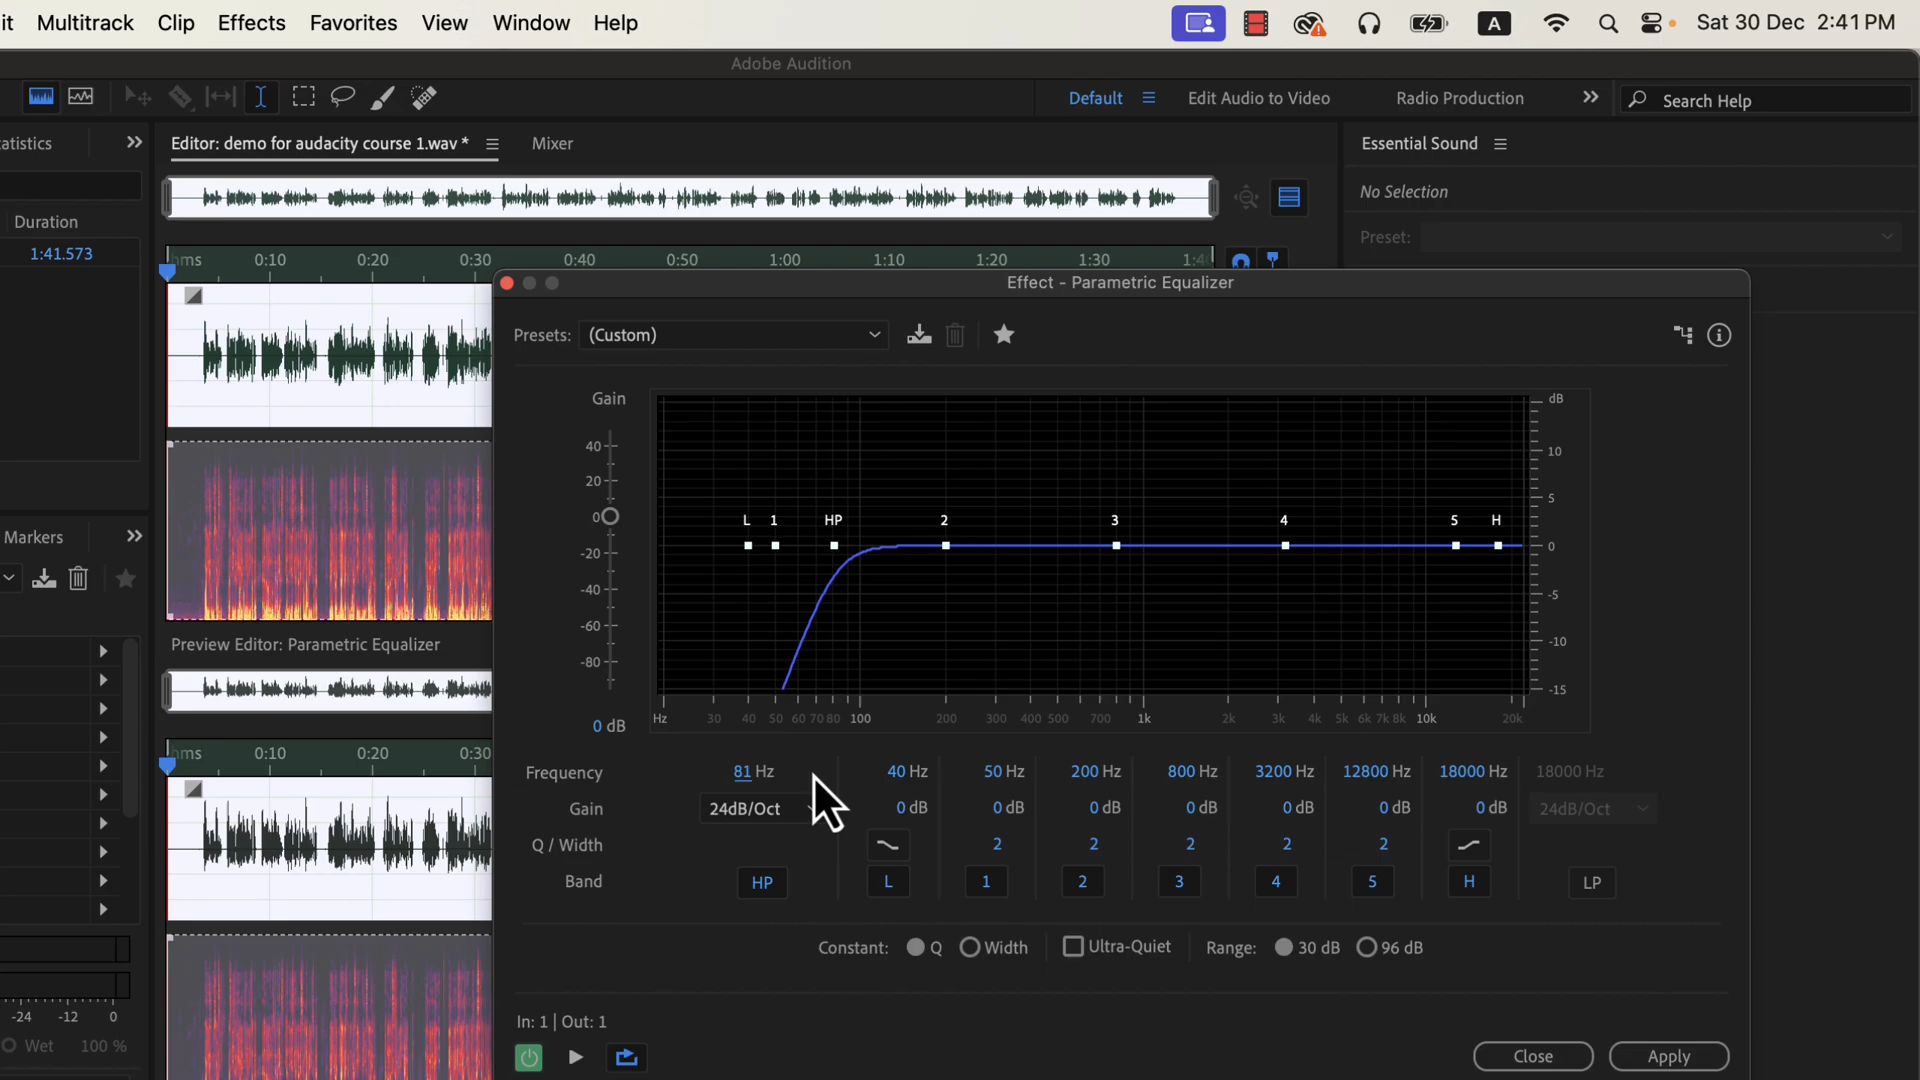 it Multitrack Clip Effects Favorites View Window Help A Sat 30 Dec 2:41 PM
Adobe Audition
Default Edit Audio to Video Radio Production Search Help
atistics Editor: demo for audacity course 1.wav * Mixer Essential Sound
No Selection
Duration
Preset:
1:41.573
hms 0:10 0:20 0:30 0:40 0:50 1:00 1:10 1:20 1:30 1:4
Effect - Parametric Equalizer
Presets: (Custom)
Gain dB
40 10
20 5
L 1 HP 2 3 4 5 H
0 0
-20
-40 -5
-60 -10
-80 -15
Markers
Hz 30 40 50 60 70 80 100 200 300 400 500 700 1k 2k 3k 4k 5k 6k 7k 8k 10k 20k
0 dB
Preview Editor: Parametric Equalizer
hms 0:10 0:20 0:30
Frequency 81 Hz 40 Hz 50 Hz 200 Hz 800 Hz 3200 Hz 12800 Hz 18000 Hz 18000 Hz
Gain 24dB/Oct 0 dB 0 dB 0 dB 0 dB 0 dB 0 dB 0 dB 24dB/Oct
Q / Width 2 2 2 2 2
Band HP L 1 2 3 4 5 H LP
Constant: Q Width Ultra-Quiet Range: 30 dB 96 dB
-24 -12 0
Wet 100 %
In: 1 | Out: 1
Close Apply